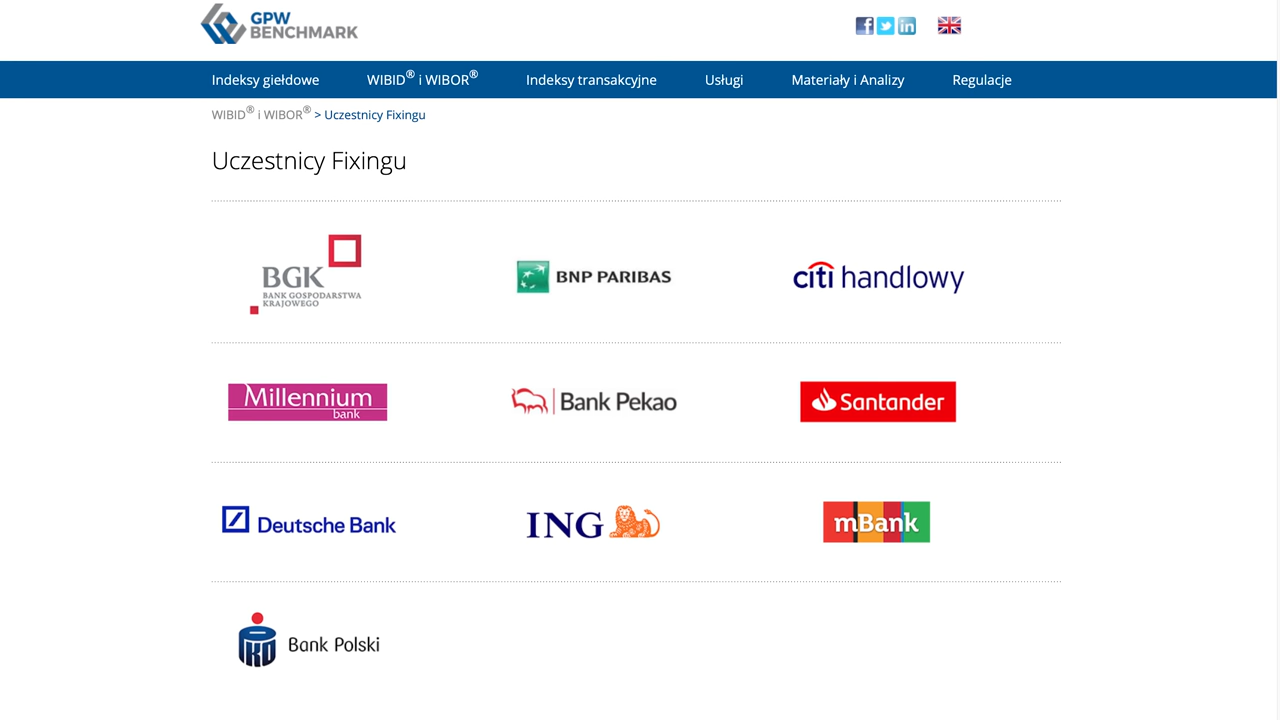 GPW
BENCHMARK
Indeksy giełdowe WIBID® i WIBOR® Indeksy transakcyjne Usługi Materiały i Analizy Regulacje
WIBID® i WIBOR® > Uczestnicy Fixingu
Uczestnicy Fixingu
BGK
BANK GOSPODARSTWA
KRAJOWEGO
BNP PARIBAS
citi handlowy
Millennium
bank
Bank Pekao
Santander
Deutsche Bank
ING
mBank
PKO Bank Polski